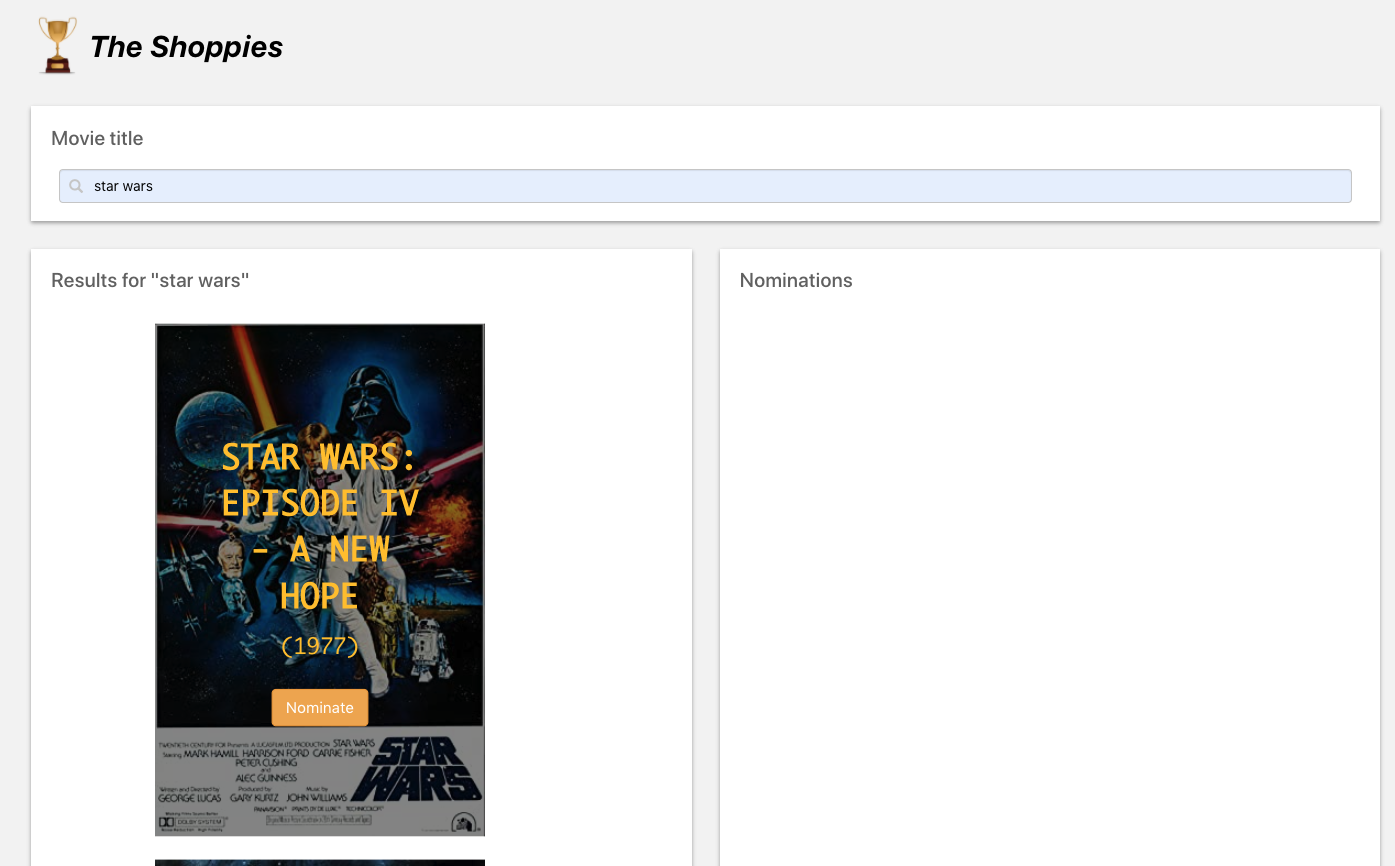 The Shoppies
Movie title
star wars
Results for "star wars"
Nominations
STAR WARS:
EPISODE IV
- A NEW
HOPE
(1977)
Nominate
TWENTIETH CENTURY-FOX Presents A LUCASFILM LTD PRODUCTION STAR WARS
Starring MARK HAMILL HARRISON FORD CARRIE FISHER
PETER CUSHING
and
ALEC GUINNESS
Written and Directed by
GEORGE LUCAS
Produced by
GARY KURTZ
Music by
JOHN WILLIAMS
PANAVISION® PRINTS BY DE LUXE® TECHNICOLOR®
STAR
WARS
DOLBY SYSTEM